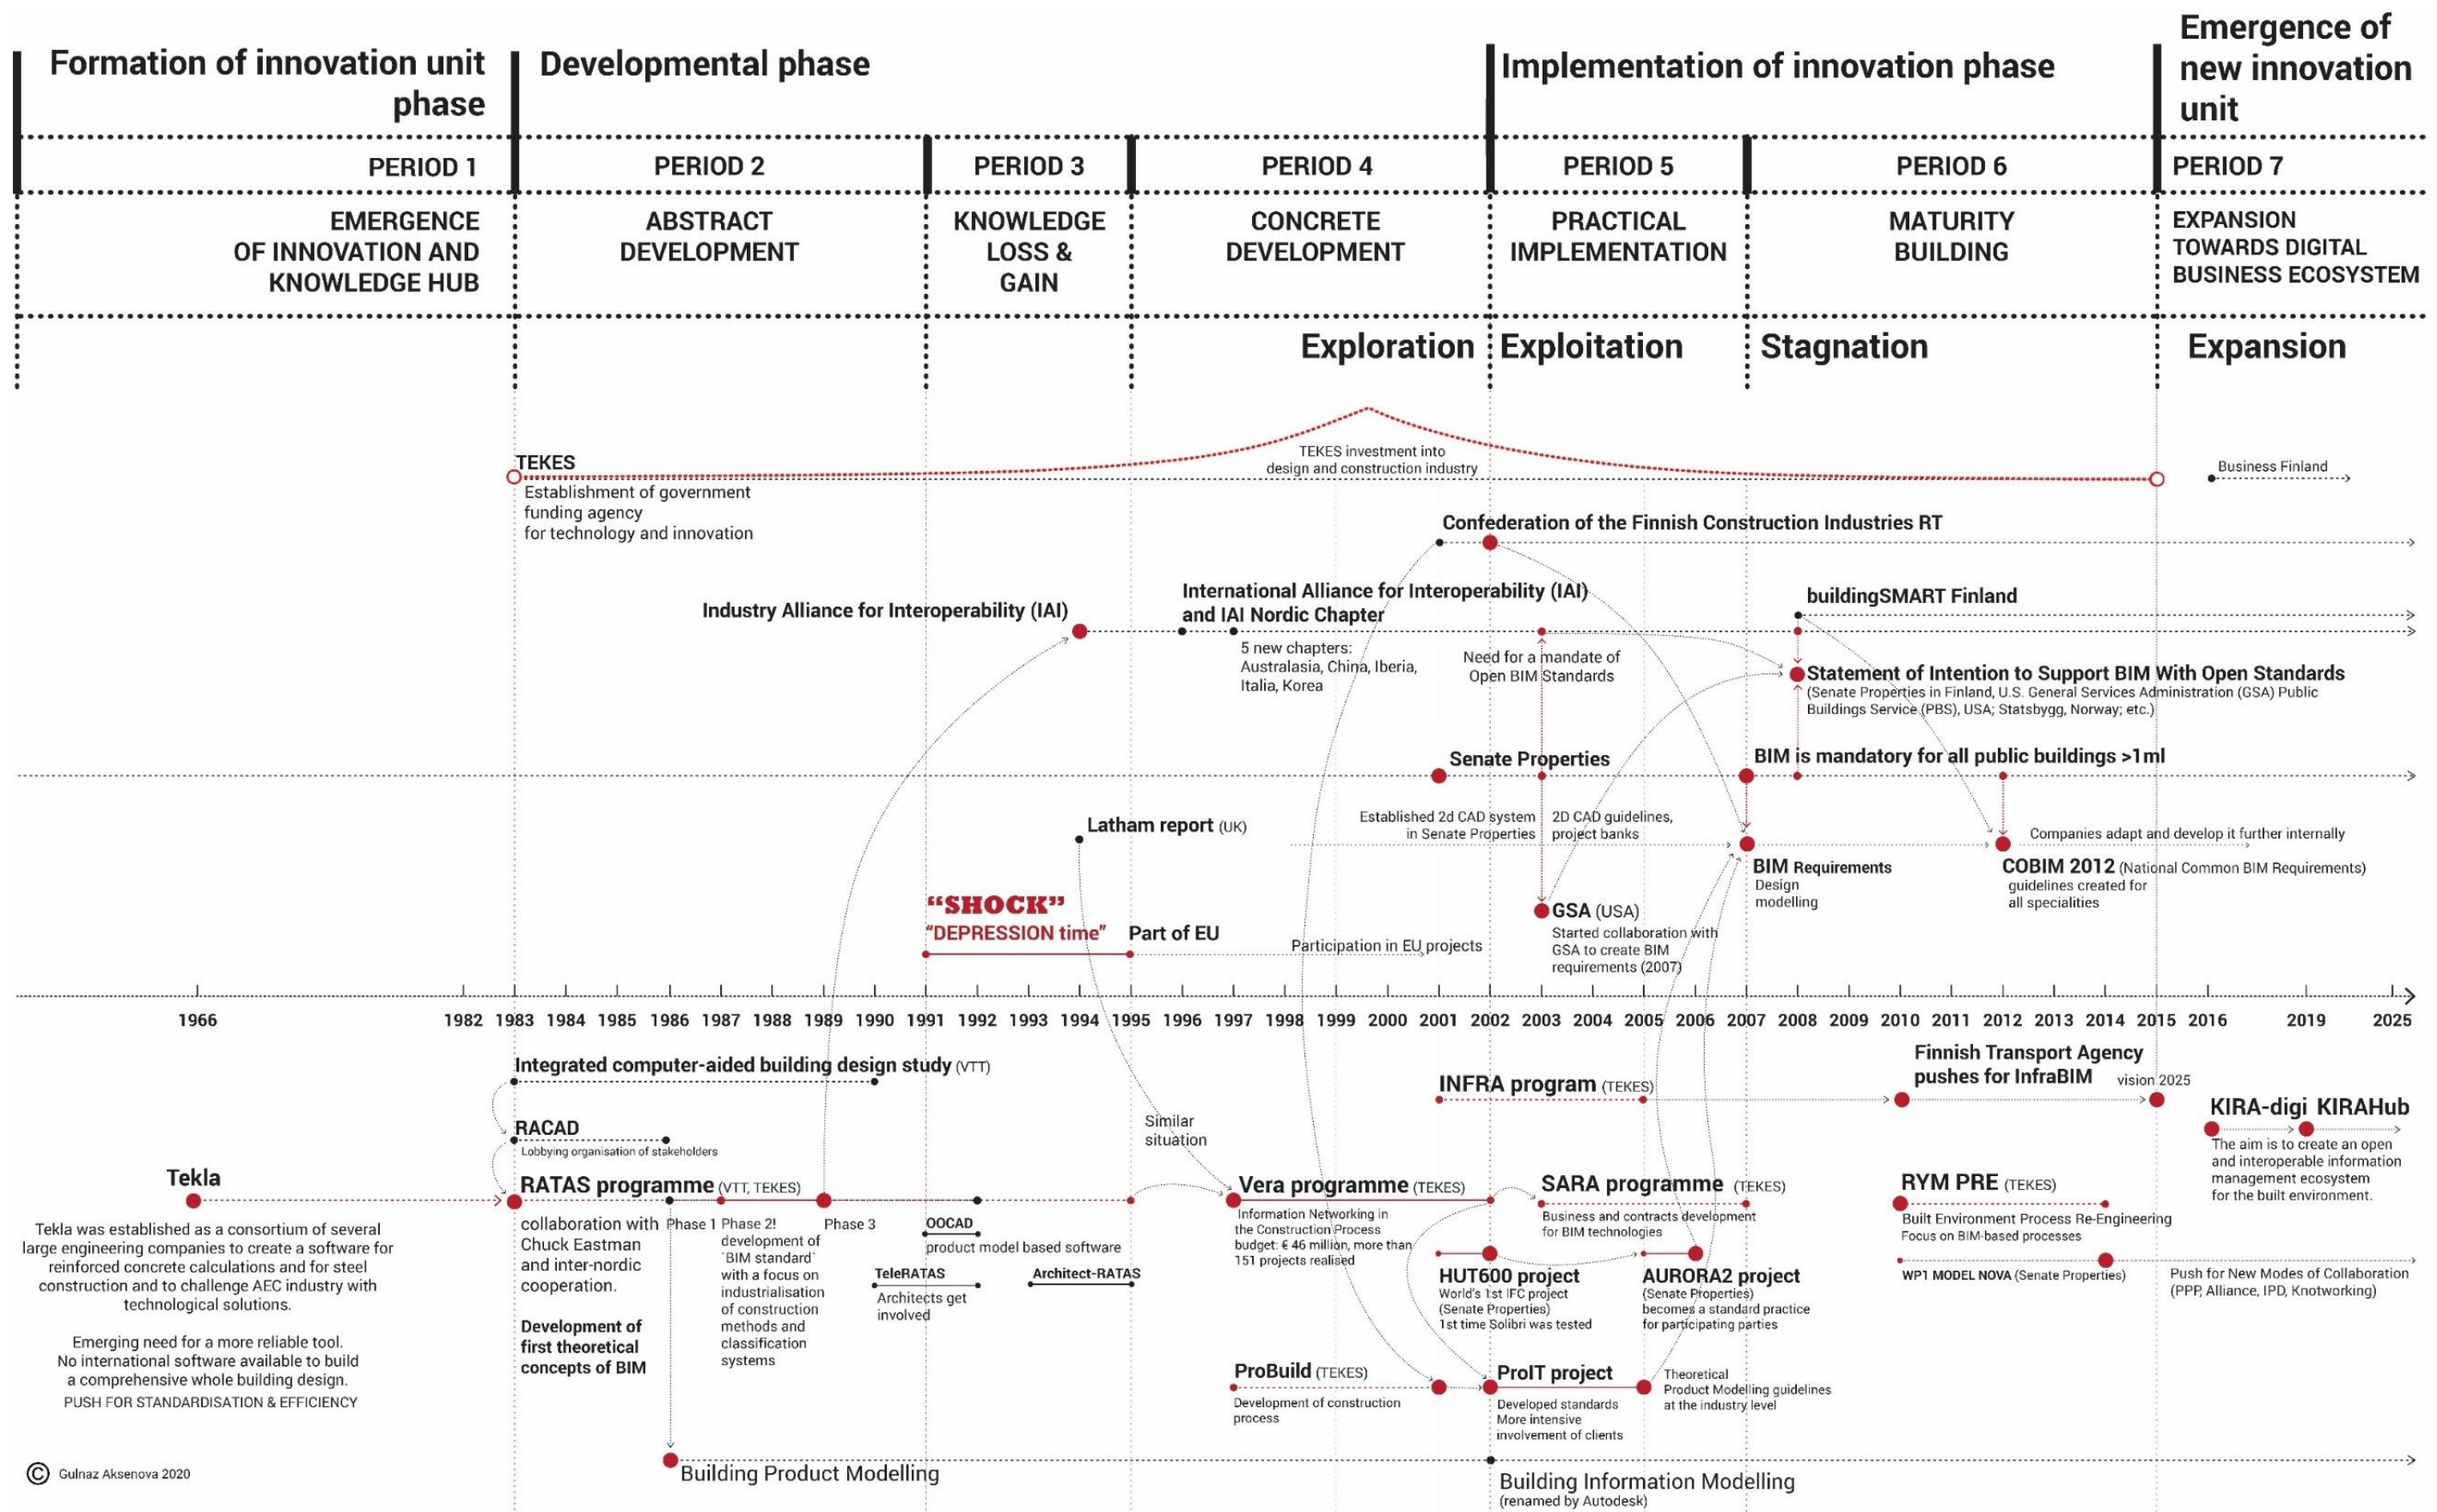 Formation of innovation unit
phase
Developmental phase
Implementation of innovation phase
Emergence of
new innovation
unit
PERIOD 1
PERIOD 2
PERIOD 3
PERIOD 4
PERIOD 5
PERIOD 6
PERIOD 7
EMERGENCE
OF INNOVATION AND
KNOWLEDGE HUB
ABSTRACT
DEVELOPMENT
KNOWLEDGE
LOSS &
GAIN
CONCRETE
DEVELOPMENT
PRACTICAL
IMPLEMENTATION
MATURITY
BUILDING
EXPANSION
TOWARDS DIGITAL
BUSINESS ECOSYSTEM
Exploration
Exploitation
Stagnation
Expansion
TEKES
Establishment of government
funding agency
for technology and innovation
TEKES investment into
design and construction industry
Business Finland
Confederation of the Finnish Construction Industries RT
Industry Alliance for Interoperability (IAI)
International Alliance for Interoperability (IAI)
and IAI Nordic Chapter
5 new chapters:
Australasia, China, Iberia,
Italia, Korea
Need for a mandate of
Open BIM Standards
buildingSMART Finland
Statement of Intention to Support BIM With Open Standards
(Senate Properties in Finland, U.S. General Services Administration (GSA) Public
Buildings Service (PBS), USA; Statsbygg, Norway; etc.)
Senate Properties
BIM is mandatory for all public buildings >1ml
Latham report (UK)
Established 2d CAD system
in Senate Properties
2D CAD guidelines,
project banks
BIM Requirements
Design
modelling
Companies adapt and develop it further internally
COBIM 2012 (National Common BIM Requirements)
guidelines created for
all specialities
“SHOCK”
“DEPRESSION time”
Part of EU
Participation in EU projects
GSA (USA)
Started collaboration with
GSA to create BIM
requirements (2007)
1966 1982 1983 1984 1985 1986 1987 1988 1989 1990 1991 1992 1993 1994 1995 1996 1997 1998 1999 2000 2001 2002 2003 2004 2005 2006 2007 2008 2009 2010 2011 2012 2013 2014 2015 2016 2019 2025
Integrated computer-aided building design study (VTT)
RACAD
Lobbying organisation of stakeholders
Tekla
Tekla was established as a consortium of several
large engineering companies to create a software for
reinforced concrete calculations and for steel
construction and to challenge AEC industry with
technological solutions.
Emerging need for a more reliable tool.
No international software available to build
a comprehensive whole building design.
PUSH FOR STANDARDISATION & EFFICIENCY
RATAS programme (VTT, TEKES)
collaboration with
Chuck Eastman
and inter-nordic
cooperation.
Development of
first theoretical
concepts of BIM
Phase 1
Phase 2!
development of
`BIM standard`
with a focus on
industrialisation
of construction
methods and
classification
systems
Phase 3
OOCAD
product model based software
TeleRATAS
Architects get
involved
Architect-RATAS
Similar
situation
Vera programme (TEKES)
Information Networking in
the Construction Process
budget: € 46 million, more than
151 projects realised
INFRA program (TEKES)
SARA programme (TEKES)
Business and contracts development
for BIM technologies
HUT600 project
World's 1st IFC project
(Senate Properties)
1st time Solibri was tested
AURORA2 project
(Senate Properties)
becomes a standard practice
for participating parties
ProBuild (TEKES)
Development of construction
process
ProIT project
Developed standards
More intensive
involvement of clients
Theoretical
Product Modelling guidelines
at the industry level
Finnish Transport Agency
pushes for InfraBIM
vision 2025
KIRA-digi KIRAHub
The aim is to create an open
and interoperable information
management ecosystem
for the built environment.
RYM PRE (TEKES)
Built Environment Process Re-Engineering
Focus on BIM-based processes
WP1 MODEL NOVA (Senate Properties)
Push for New Modes of Collaboration
(PPP, Alliance, IPD, Knotworking)
Building Product Modelling
Building Information Modelling
(renamed by Autodesk)
© Gulnaz Aksenova 2020